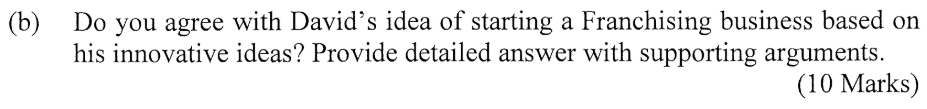 (b) Do you agree with David's idea of starting a Franchising business based on
his innovative ideas? Provide detailed answer with supporting arguments.
(10 Marks)